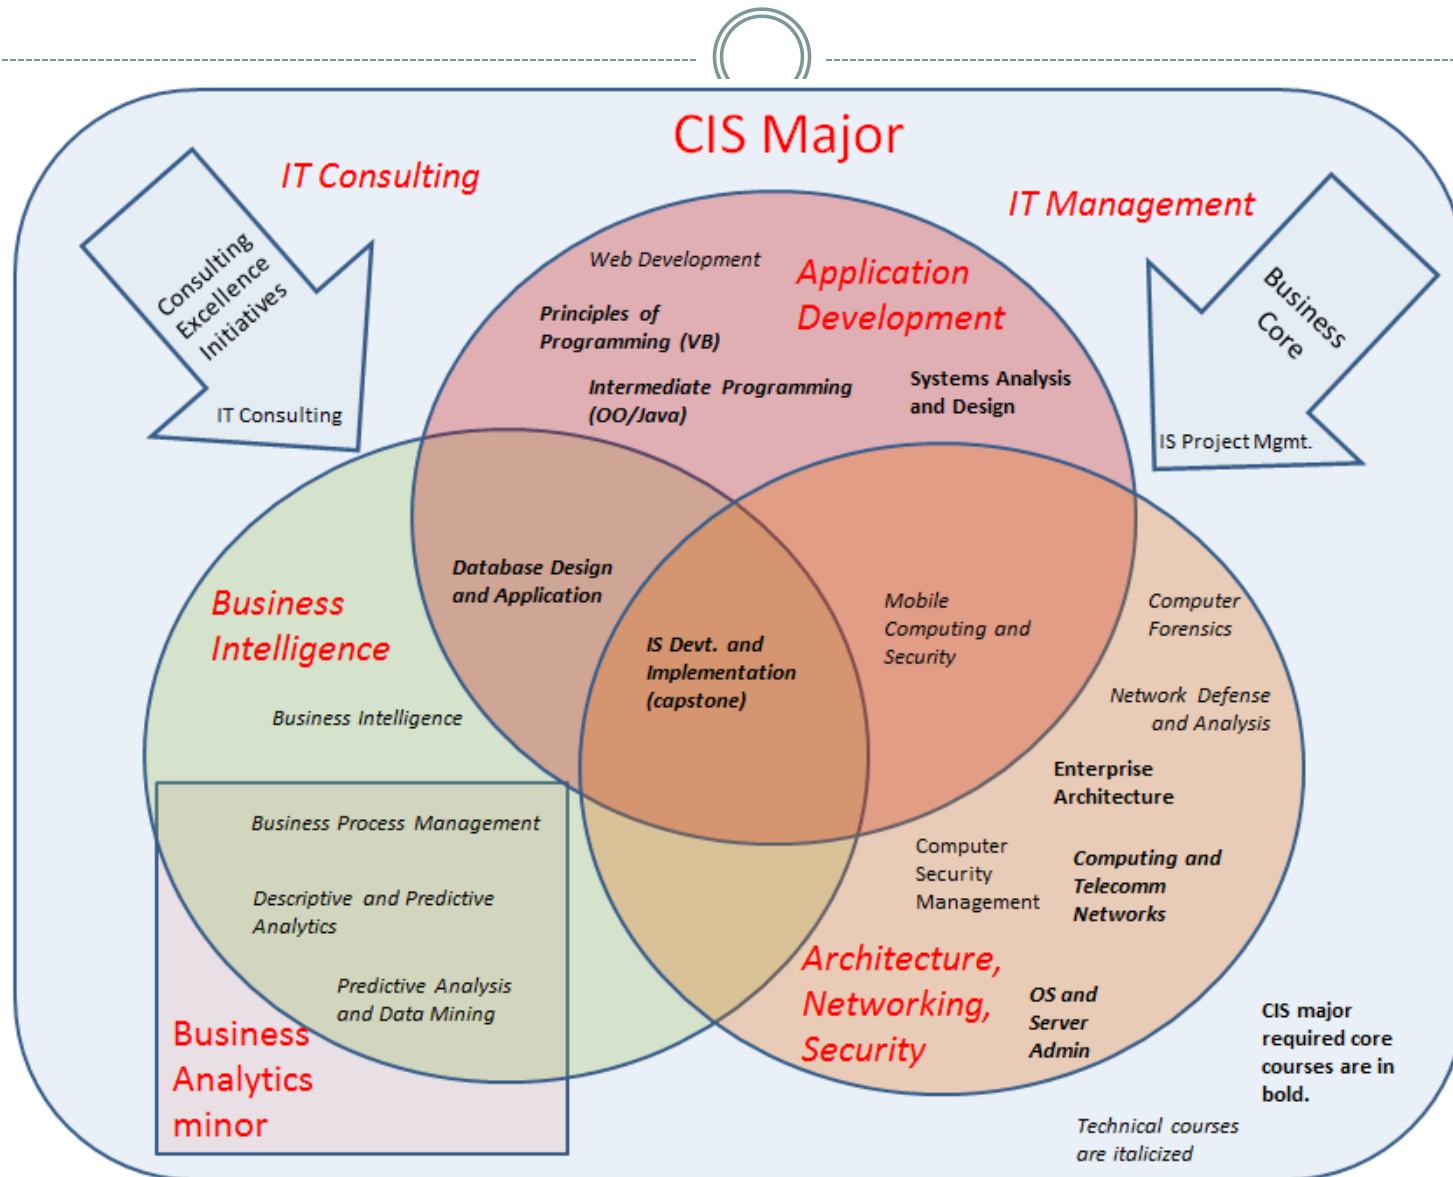 CIS Major
IT Consulting
IT Management
Consulting
Excellence
Initiatives
IT Consulting
Business
Core
IS Project Mgmt.
Web Development
Application
Development
Principles of
Programming (VB)
Intermediate Programming
(OO/Java)
Systems Analysis
and Design
Database Design
and Application
Business
Intelligence
IS Devt. and
Implementation
(capstone)
Mobile
Computing and
Security
Computer
Forensics
Network Defense
and Analysis
Business Intelligence
Enterprise
Architecture
Business Process Management
Computer
Security
Management
Computing and
Telecomm
Networks
Descriptive and Predictive
Analytics
Predictive Analysis
and Data Mining
Architecture,
Networking,
Security
OS and
Server
Admin
Business
Analytics
minor
CIS major
required core
courses are in
bold.
Technical courses
are italicized